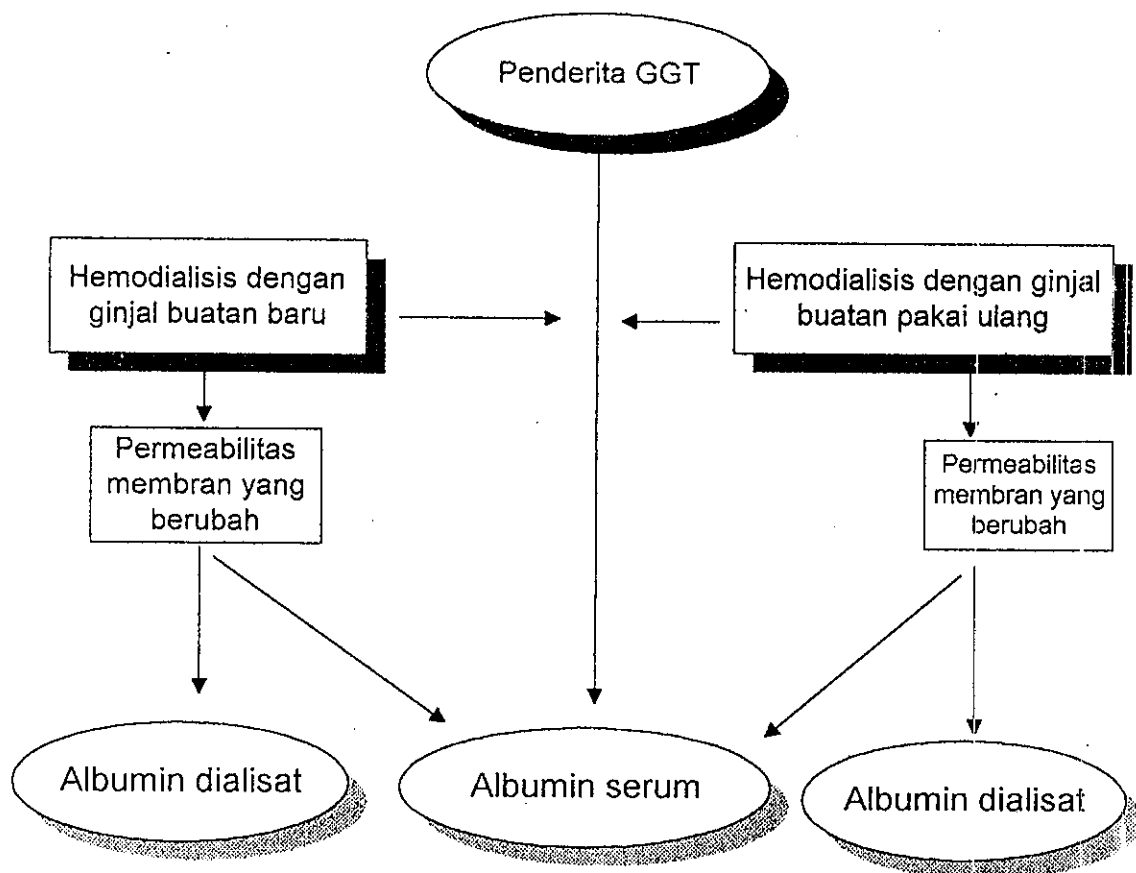 Penderita GGT
Hemodialisis dengan
ginjal buatan baru
Hemodialisis dengan ginjal
buatan pakai ulang
Permeabilitas
membran yang
berubah
Permeabilitas
membran yang
berubah
Albumin dialisat
Albumin serum
Albumin dialisat